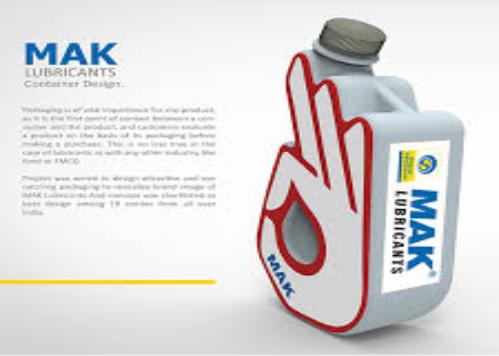 MAK
LUBRICANTS
Container Design.
Packaging is of vital importance for any product,
as it is the first point of contact between a con-
sumer and the product, and customers evaluate
a product on the basis of its packaging before
making a purchase. This is no less true in the
case of lubricants as with any other industry, like
food or FMCG.
Project was aimed to design attractive and eye
catching packaging to revitalise brand image of
MAK Lubricants And concept was shortlisted as
best design among 18 entries from all over
India.
MAK
MAK®
LUBRICANTS